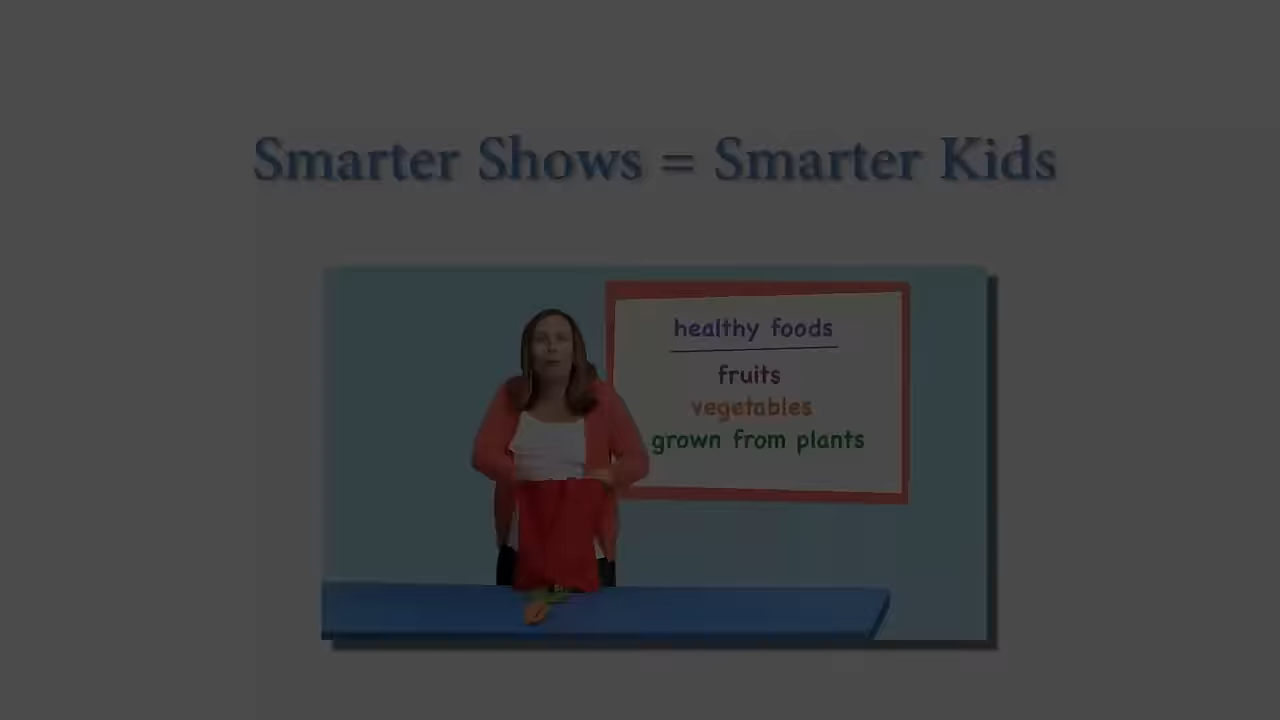 Smarter Shows = Smarter Kids
healthy foods
fruits
vegetables
grown from plants